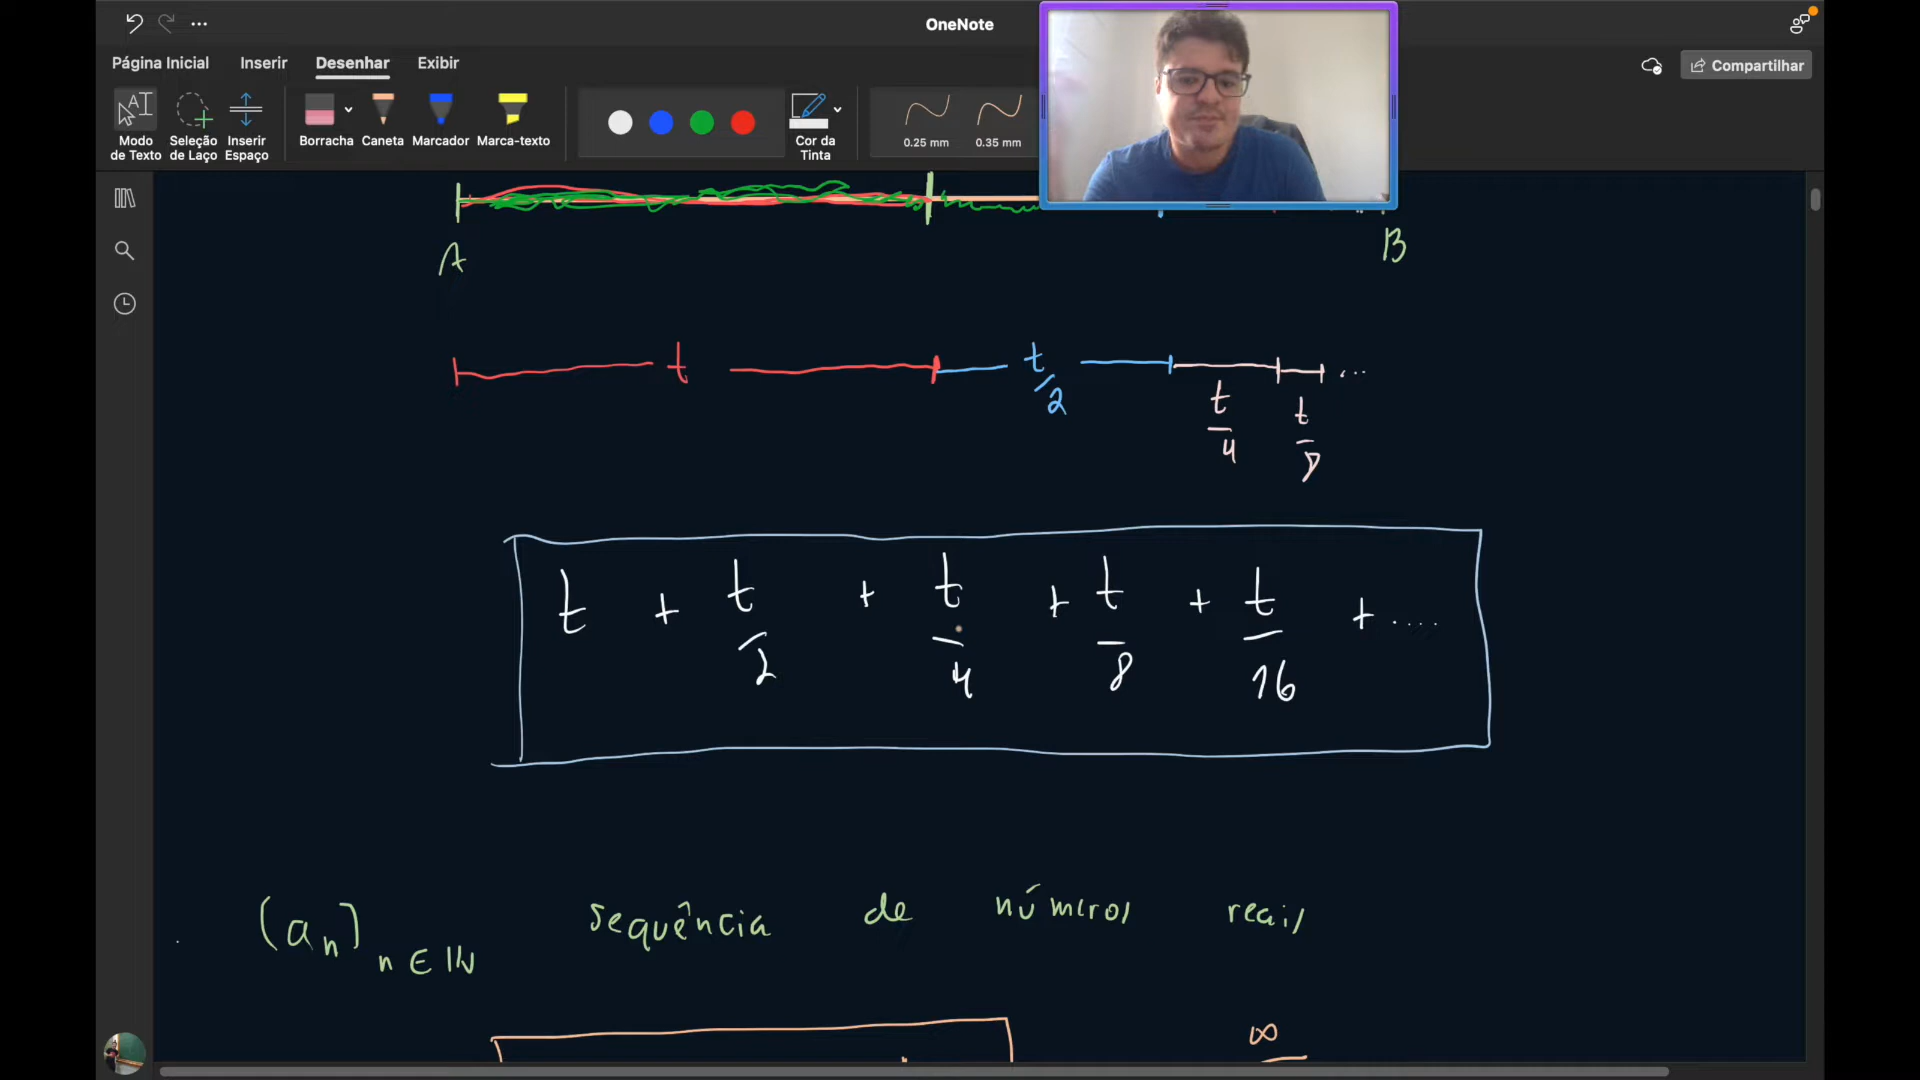 OneNote
Página Inicial Inserir Desenhar Exibir
Compartilhar
Modo de Texto
Seleção de Laço
Inserir Espaço
Borracha
Caneta
Marcador
Marca-texto
Cor da Tinta
0.25 mm
0.35 mm
A B
t t/2 t/4 t/8 ...
t + t/2 + t/4 + t/8 + t/16 + ....
(aₙ) n ∈ ℕ sequência de números reais
∞